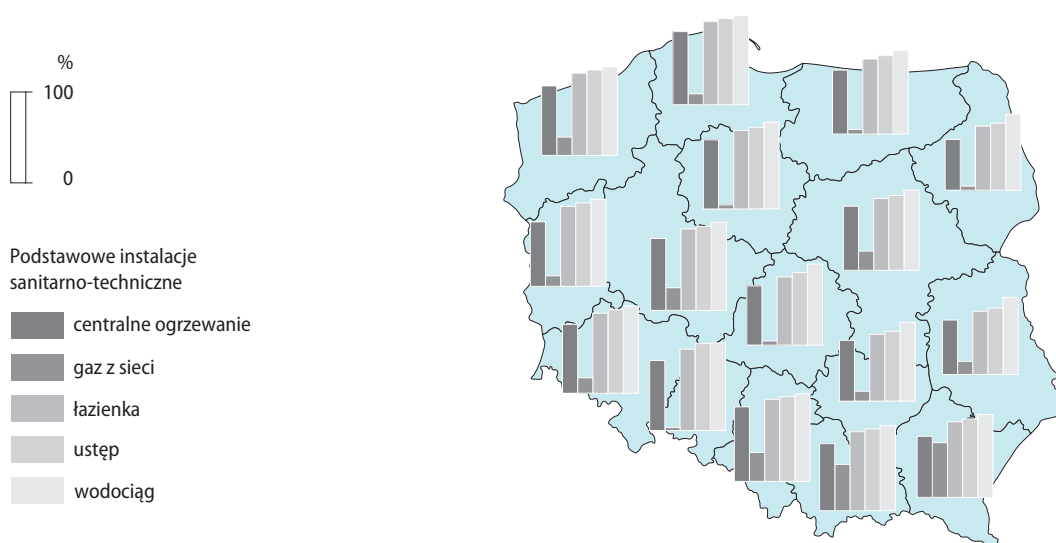 %
100
0
Podstawowe instalacje
sanitarno-techniczne
centralne ogrzewanie
gaz z sieci
łazienka
ustęp
wodociąg